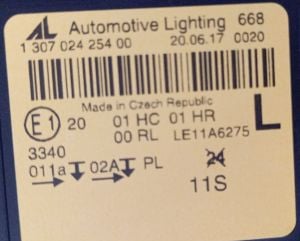 AL Automotive Lighting 668
1 307 024 254 00 20.06.17 0020
Made in Czech Republic
E1 20 01 HC 01 HR L
00 RL LE11A6275
3340
011a 02A PL 24
11S